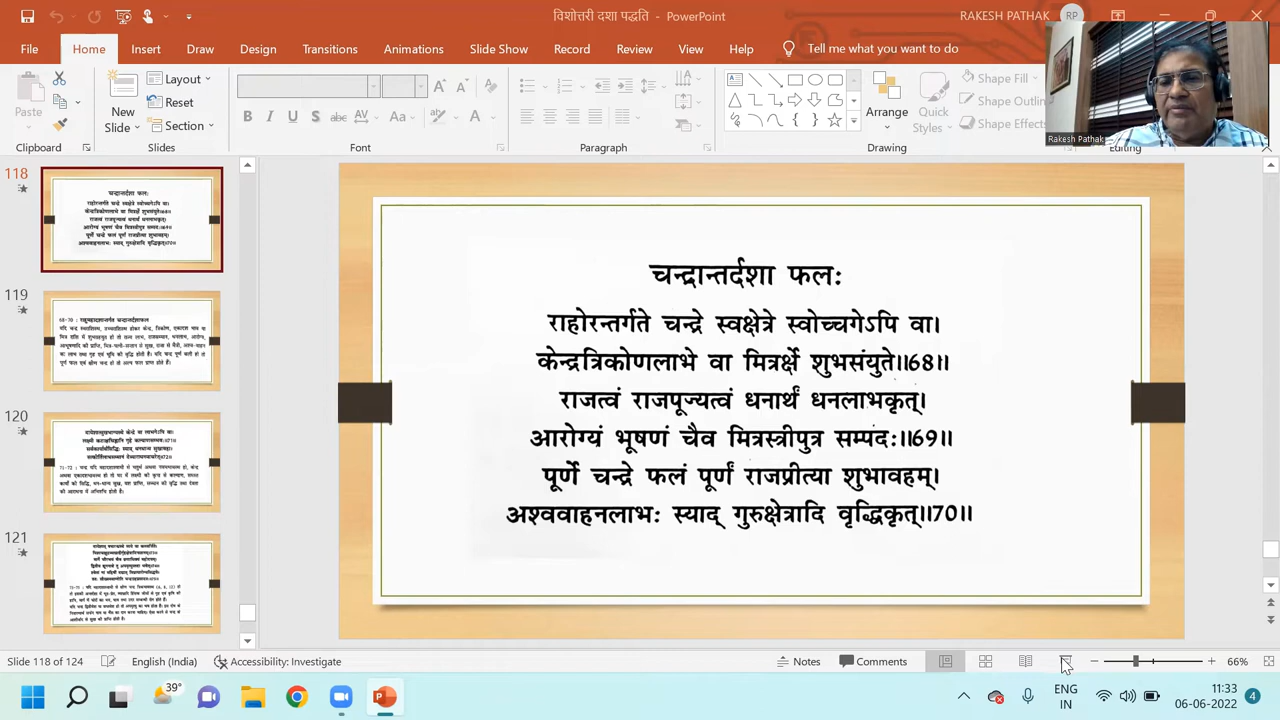 विशोत्तरी दशा पद्धति - PowerPoint
RAKESH PATHAK RP
File Home Insert Draw Design Transitions Animations Slide Show Record Review View Help Tell me what you want to do
Paste
New Slide
Layout
Reset
Section
Arrange
Quick Styles
Shape Fill
Shape Outlin
Shape Effects
Clipboard Slides Font Paragraph Drawing Editing
Rakesh Pathak
118
119
120
121
चन्द्रान्तर्दशा फलः
राहोरन्तर्गते चन्द्रे स्वक्षेत्रे स्वोच्चगेऽपि वा।
केन्द्रत्रिकोणलाभे वा मित्रर्क्षे शुभसंयुते॥68॥
राजत्वं राजपूज्यत्वं धनार्थं धनलाभकृत्।
आरोग्यं भूषणं चैव मित्रस्त्रीपुत्र सम्पदः॥69॥
पूर्णे चन्द्रे फलं पूर्णं राजप्रीत्या शुभावहम्।
अश्ववाहनलाभः स्याद् गुरुक्षेत्रादि वृद्धिकृत्॥70॥
Slide 118 of 124 English (India) Accessibility: Investigate Notes Comments 66%
39°
ENG
IN
11:33
06-06-2022
4